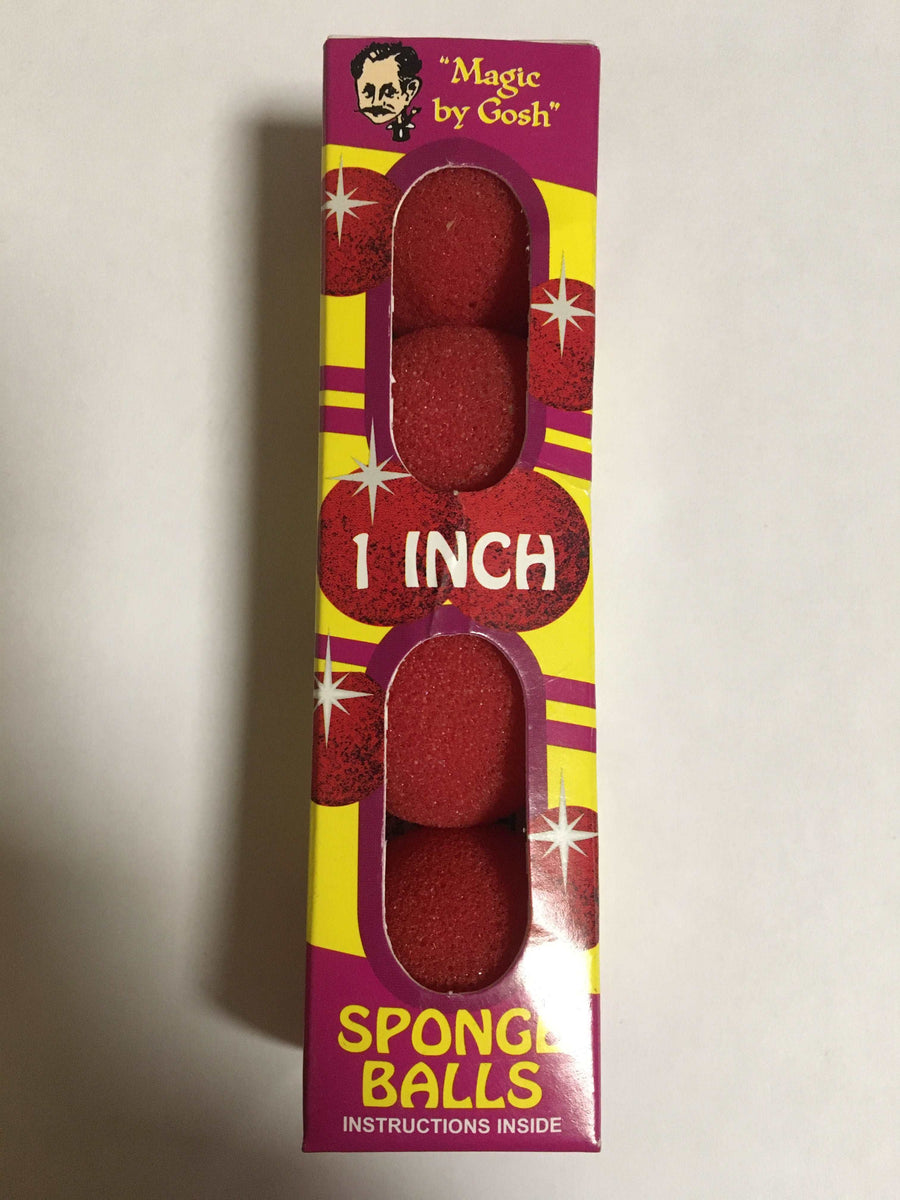 "Magic
by Gosh"
1 INCH
SPONGE
BALLS
INSTRUCTIONS INSIDE